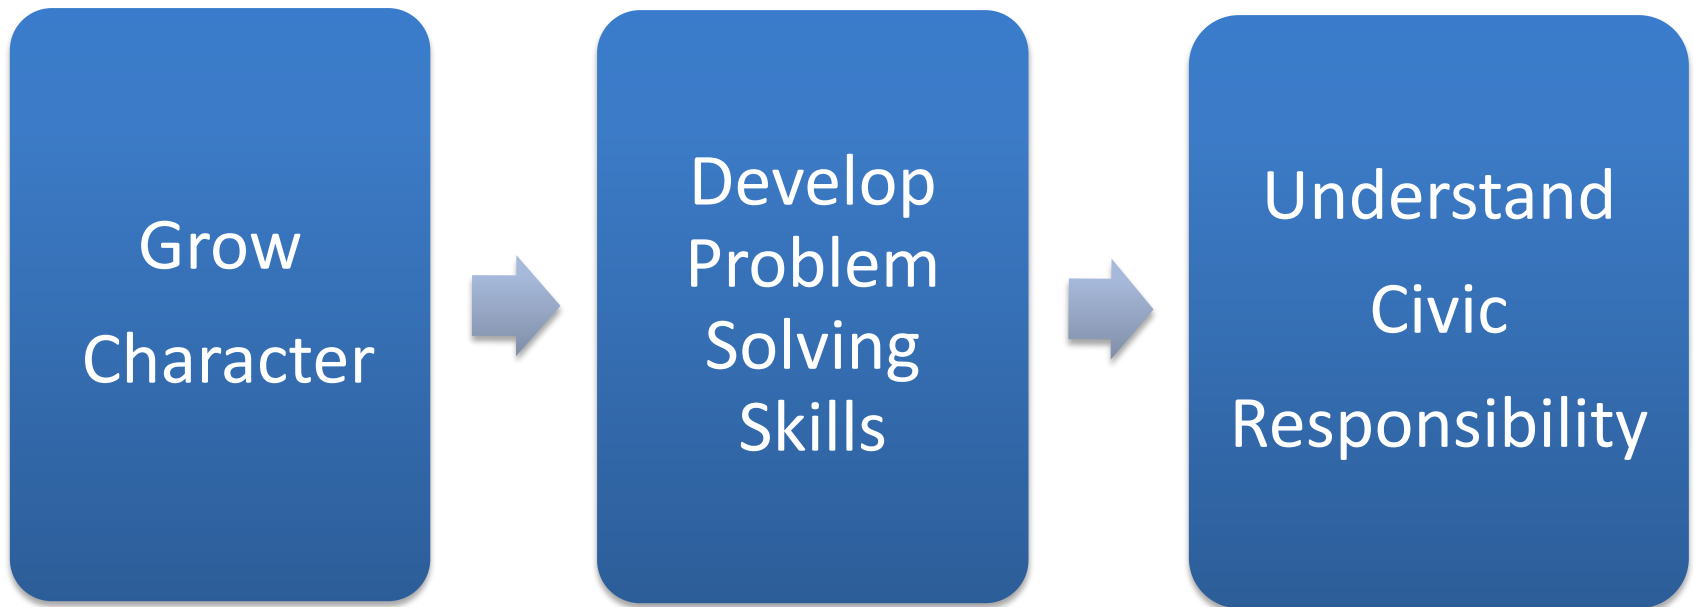 Grow
Character
Develop
Problem
Solving
Skills
Understand
Civic
Responsibility